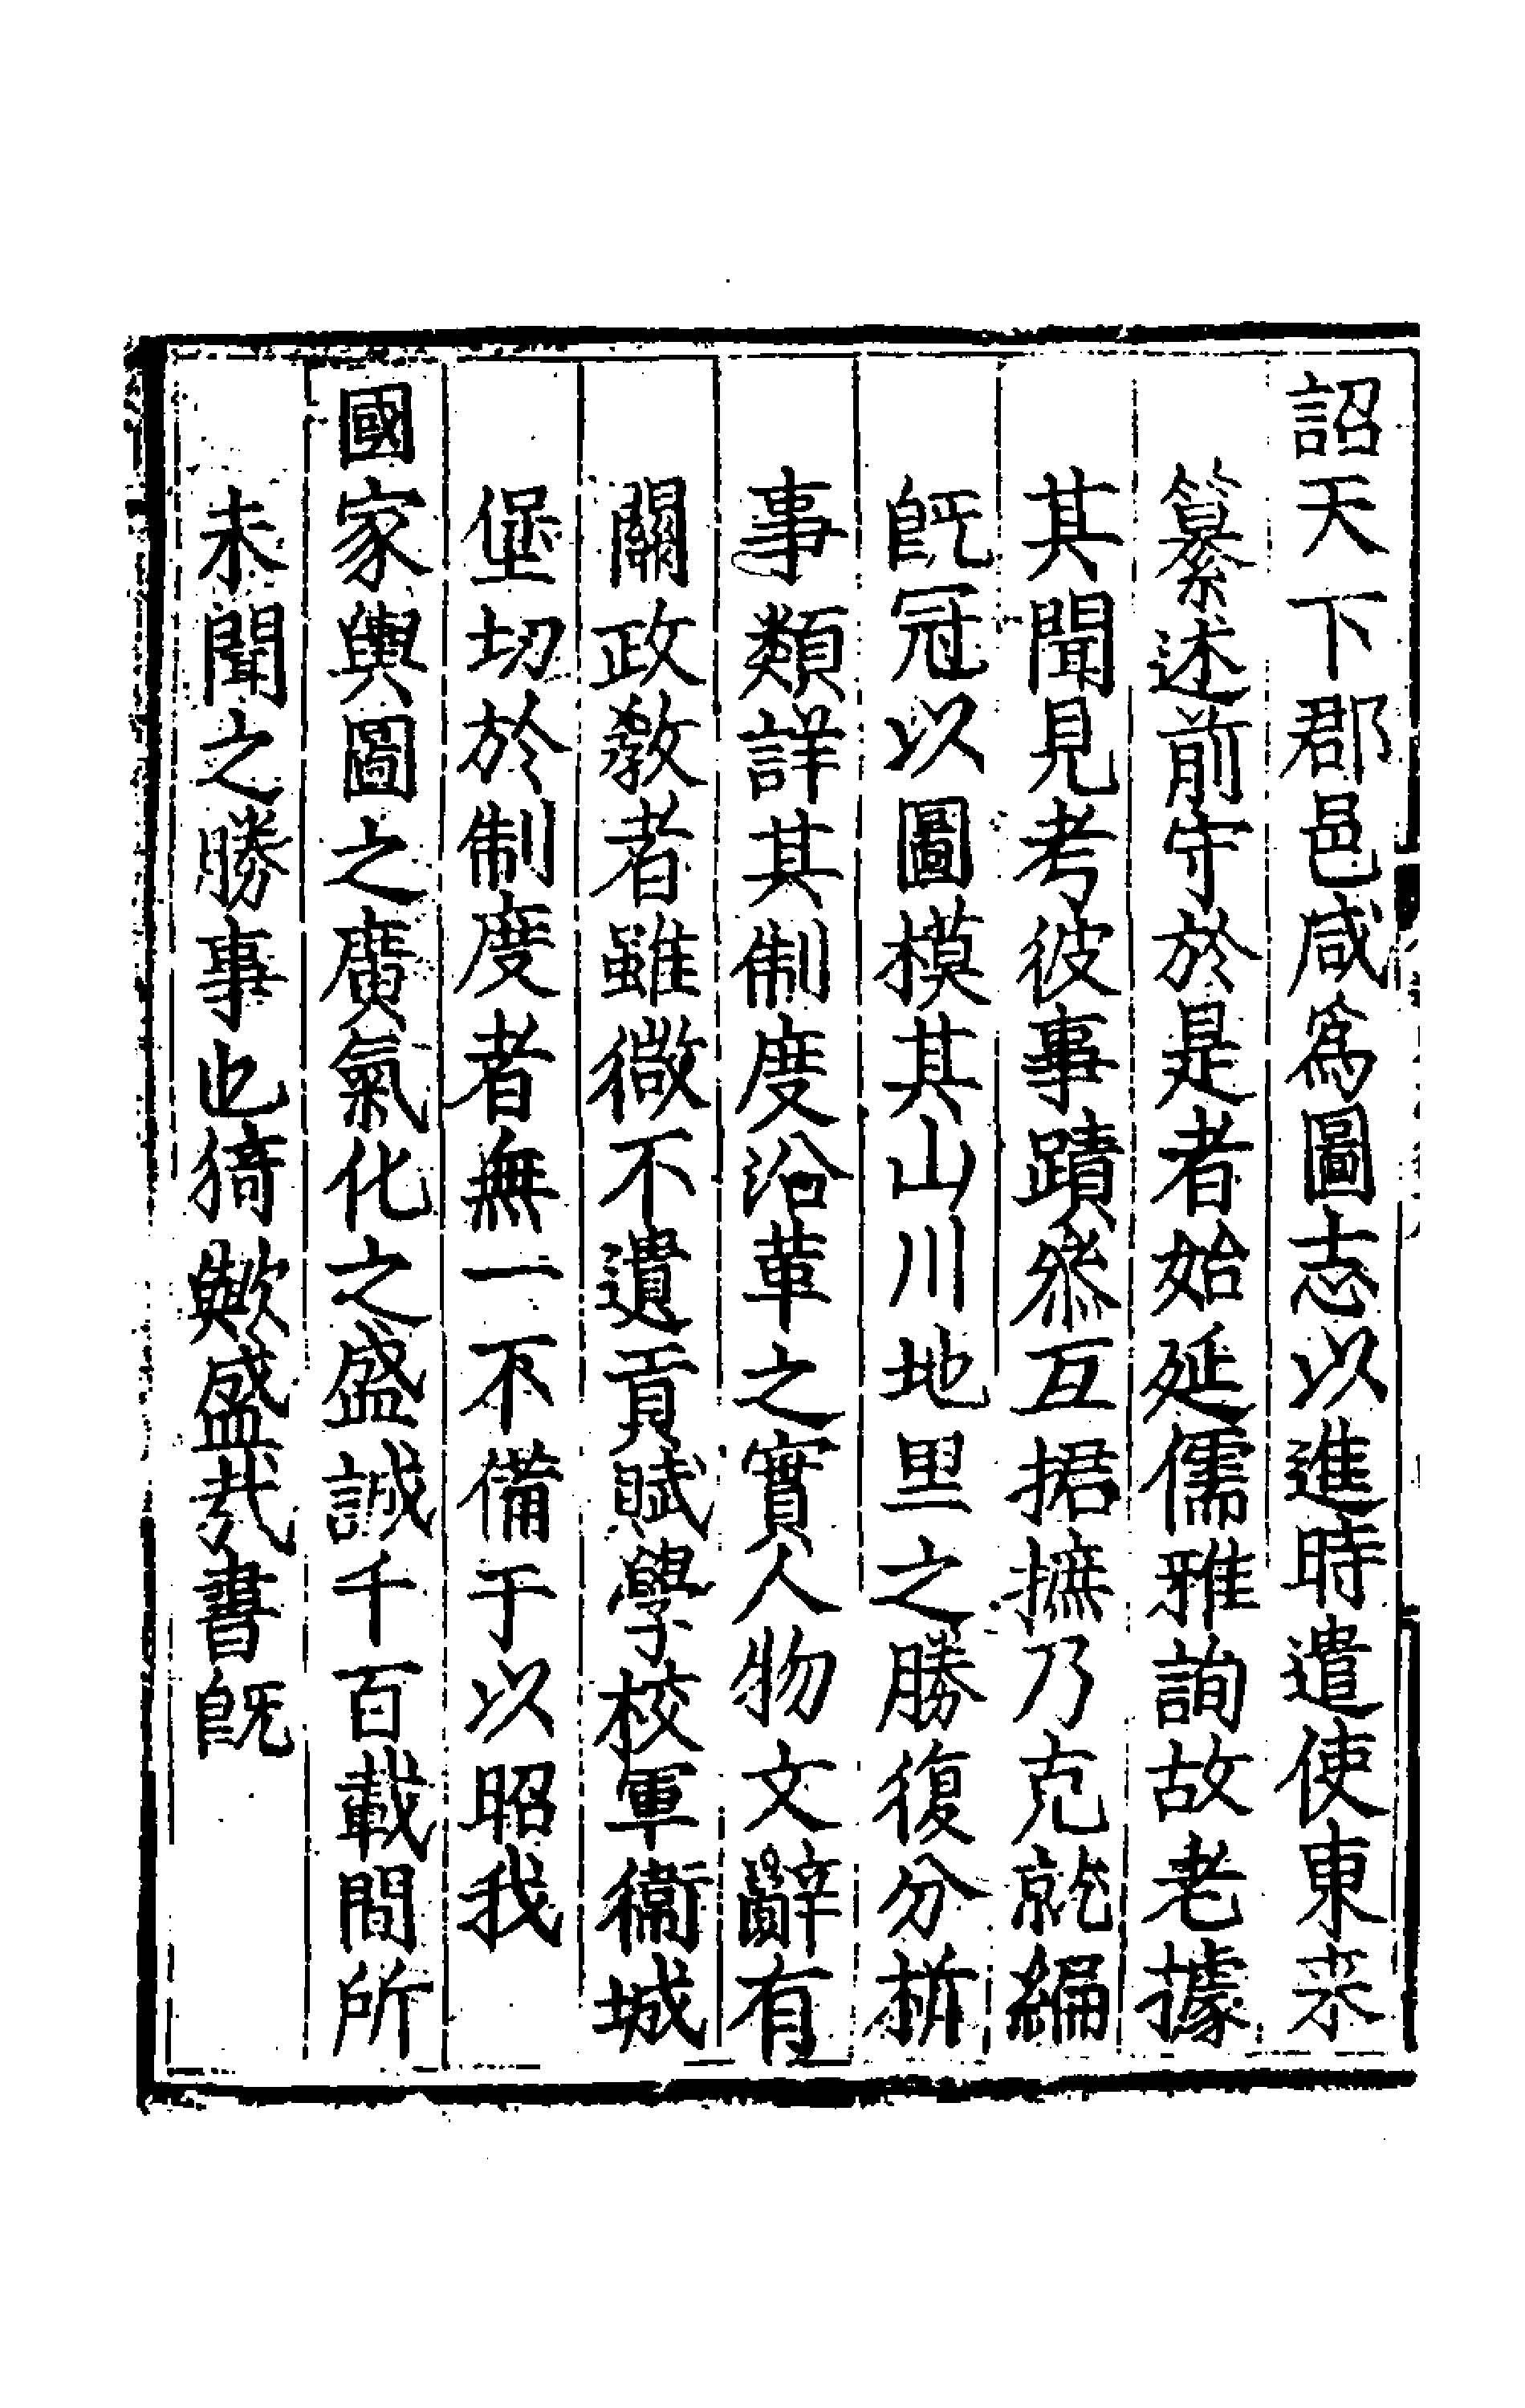 詔天下郡邑咸爲圖志以進時遣使東来
纂述前守於是者始延儒雅詢故老據
其聞見考彼事蹟叅互捃摭乃克就編
旣冠以圖模其山川地里之勝復分析
事類詳其制度沿革之實人物文辭有
關政教者雖微不遺貢賦學校軍衛城
堡切於制度者無一不備于以昭我
國家輿圖之廣氣化之盛誠千百載間所
未聞之勝事也猗歟盛哉書旣